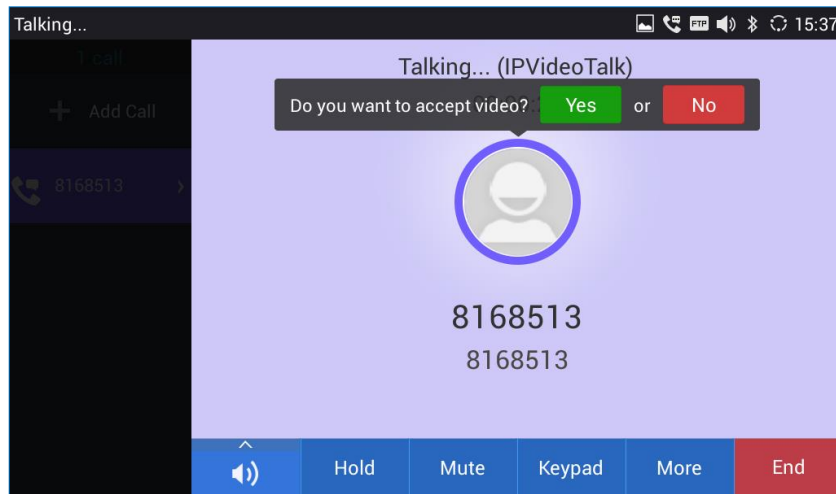 Talking...
FTP
15:37
1 call
Talking... (IPVideoTalk)
Add Call
Do you want to accept video? Yes or No
8168513
8168513
8168513
Hold Mute Keypad More End